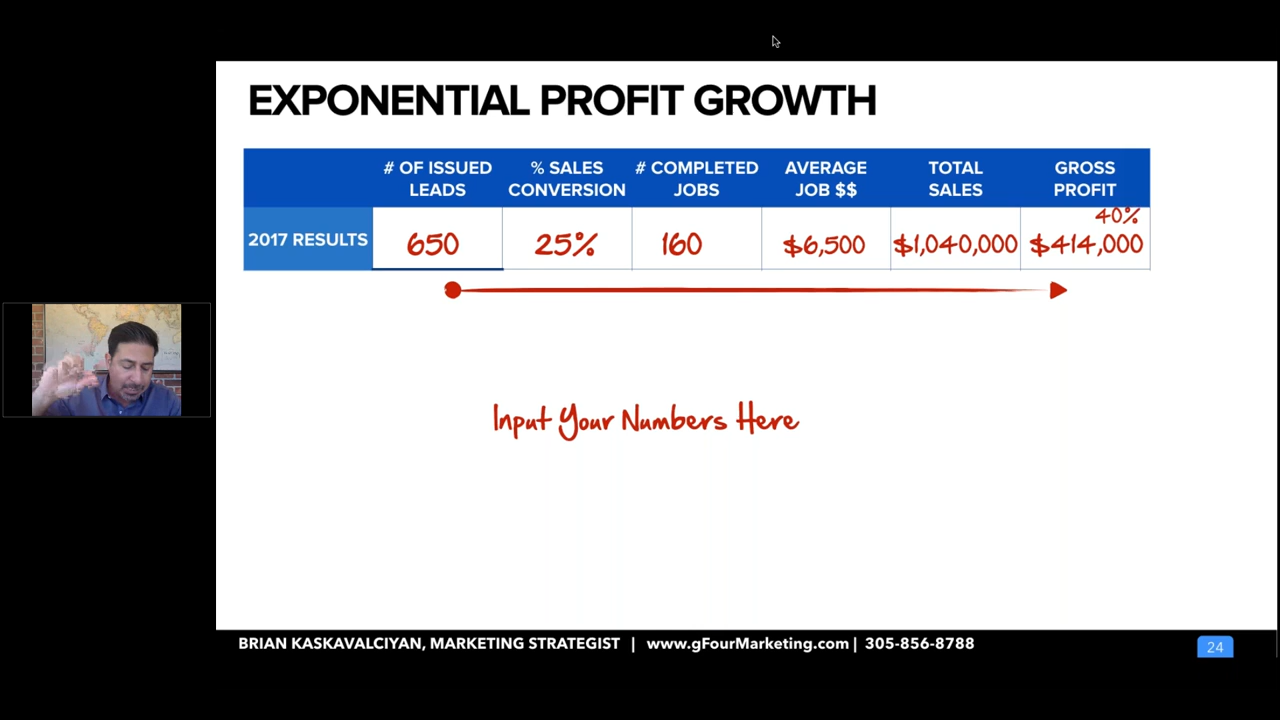 EXPONENTIAL PROFIT GROWTH
# OF ISSUED LEADS % SALES CONVERSION # COMPLETED JOBS AVERAGE JOB $$ TOTAL SALES GROSS PROFIT
40%
2017 RESULTS 650 25% 160 $6,500 $1,040,000 $414,000
Input Your Numbers Here
BRIAN KASKAVALCIYAN, MARKETING STRATEGIST | www.gFourMarketing.com | 305-856-8788
24